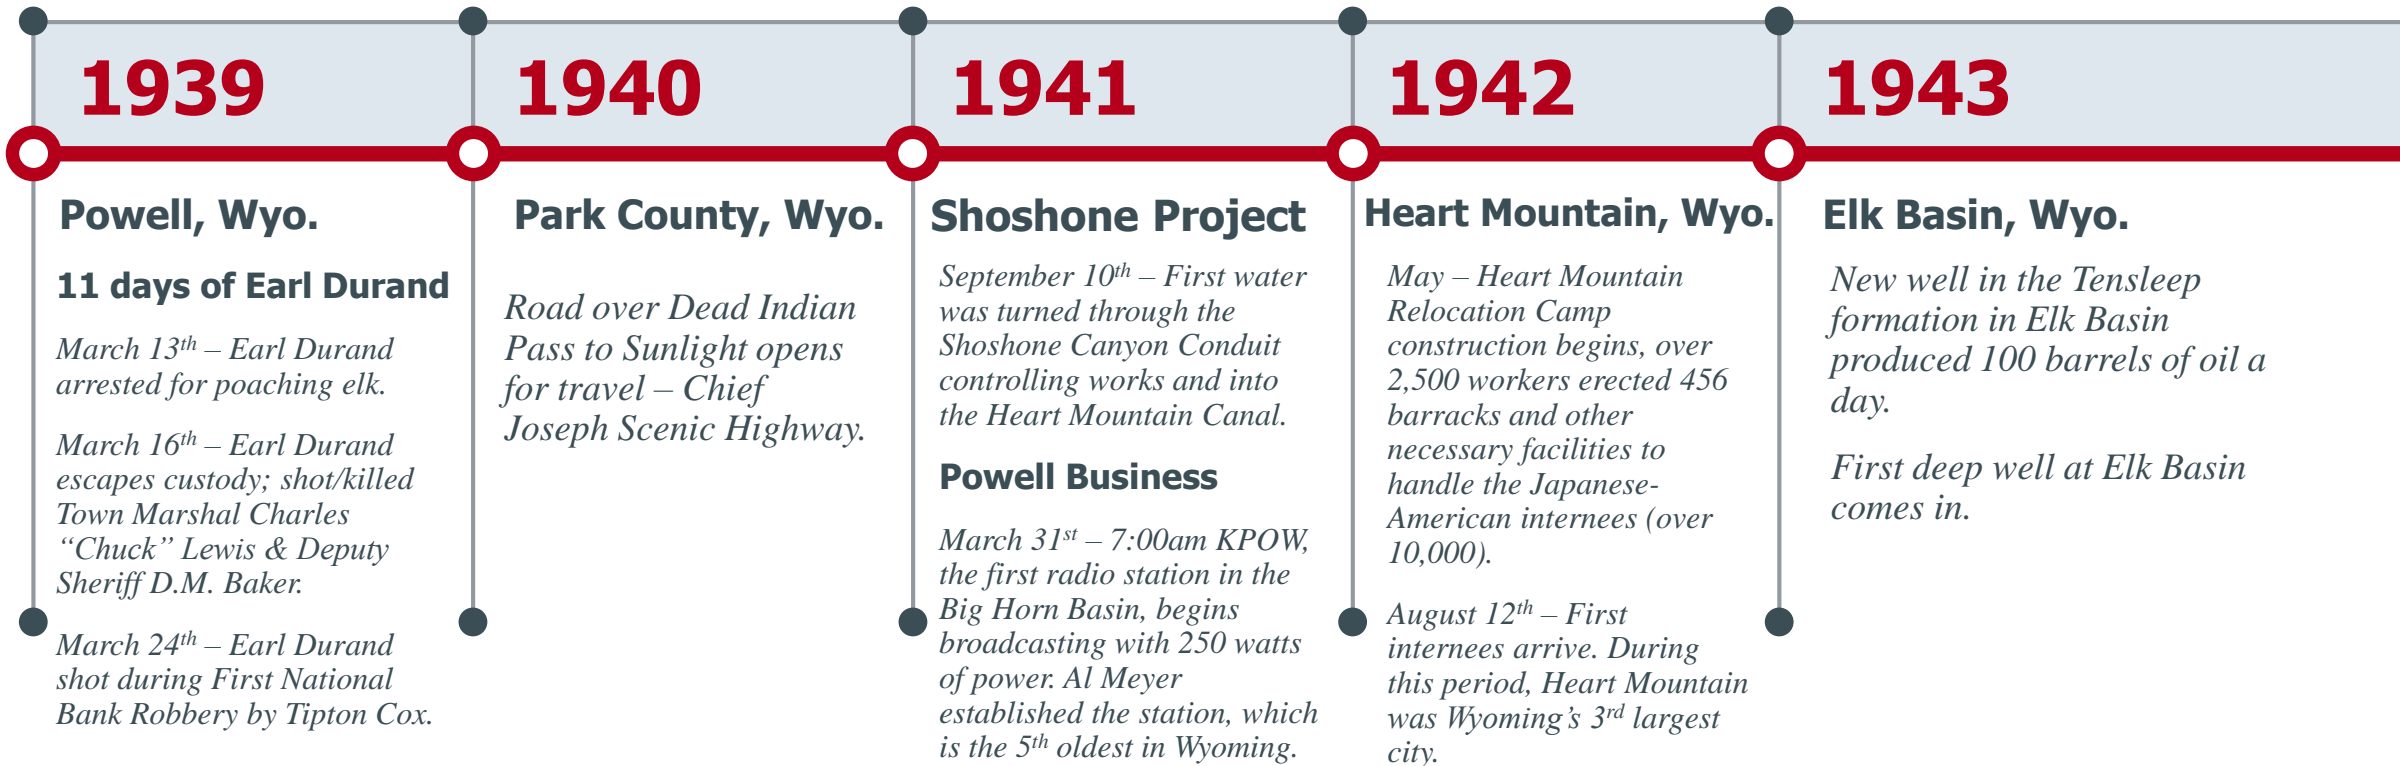 1939
Powell, Wyo.
11 days of Earl Durand
March 13th – Earl Durand
arrested for poaching elk.
March 16th – Earl Durand
escapes custody; shot/killed
Town Marshal Charles
“Chuck” Lewis & Deputy
Sheriff D.M. Baker.
March 24th – Earl Durand
shot during First National
Bank Robbery by Tipton Cox.
1940
Park County, Wyo.
Road over Dead Indian
Pass to Sunlight opens
for travel – Chief
Joseph Scenic Highway.
1941
Shoshone Project
September 10th – First water
was turned through the
Shoshone Canyon Conduit
controlling works and into
the Heart Mountain Canal.
Powell Business
March 31st – 7:00am KPOW,
the first radio station in the
Big Horn Basin, begins
broadcasting with 250 watts
of power. Al Meyer
established the station, which
is the 5th oldest in Wyoming.
1942
Heart Mountain, Wyo.
May – Heart Mountain
Relocation Camp
construction begins, over
2,500 workers erected 456
barracks and other
necessary facilities to
handle the Japanese-
American internees (over
10,000).
August 12th – First
internees arrive. During
this period, Heart Mountain
was Wyoming’s 3rd largest
city.
1943
Elk Basin, Wyo.
New well in the Tensleep
formation in Elk Basin
produced 100 barrels of oil a
day.
First deep well at Elk Basin
comes in.